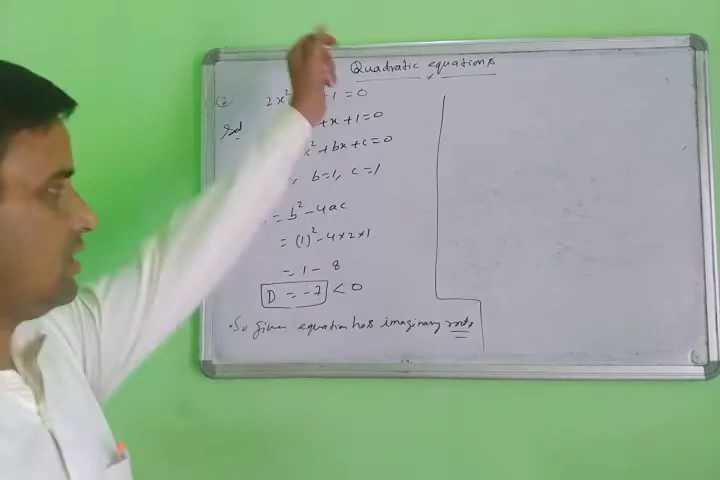 Quadratic equations
2x² 1 = 0
Sol
+ x + 1 = 0
x² + bx + c = 0
, b=1, c=1
= b² - 4ac
= (1)² - 4×2×1
= 1 - 8
D = -7 < 0
So given equation has imaginary roots